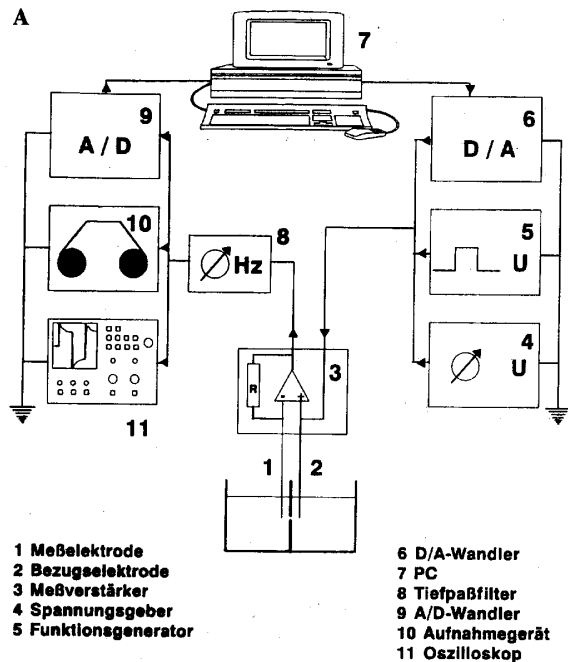 A
7
9
A / D
6
D / A
10
5
U
8
Hz
4
U
3
R
- +
11
1 2
1 Meßelektrode
2 Bezugselektrode
3 Meßverstärker
4 Spannungsgeber
5 Funktionsgenerator
6 D/A-Wandler
7 PC
8 Tiefpaßfilter
9 A/D-Wandler
10 Aufnahmegerät
11 Oszilloskop